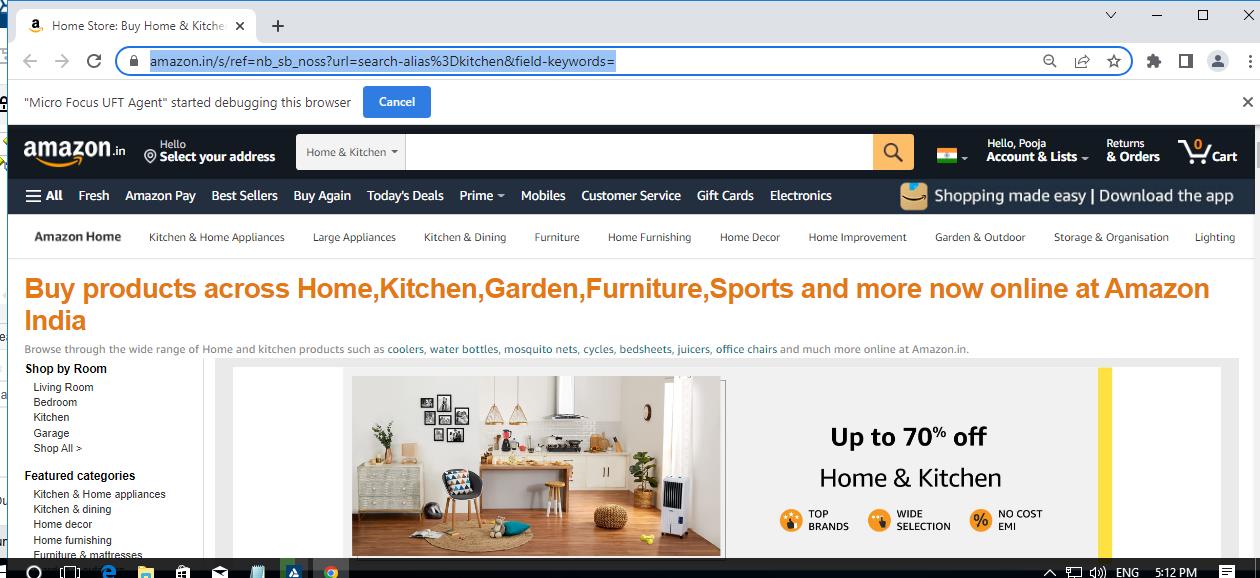 Home Store: Buy Home & Kitche
amazon.in/s/ref=nb_sb_noss?url=search-alias%3Dkitchen&field-keywords=
"Micro Focus UFT Agent" started debugging this browser Cancel
amazon.in
Hello
Select your address
Home & Kitchen
Hello, Pooja
Account & Lists
Returns
& Orders
0
Cart
All Fresh Amazon Pay Best Sellers Buy Again Today's Deals Prime Mobiles Customer Service Gift Cards Electronics Shopping made easy | Download the app
Amazon Home Kitchen & Home Appliances Large Appliances Kitchen & Dining Furniture Home Furnishing Home Decor Home Improvement Garden & Outdoor Storage & Organisation Lighting
Buy products across Home,Kitchen,Garden,Furniture,Sports and more now online at Amazon
India
Browse through the wide range of Home and kitchen products such as coolers, water bottles, mosquito nets, cycles, bedsheets, juicers, office chairs and much more online at Amazon.in.
Shop by Room
Living Room
Bedroom
Kitchen
Garage
Shop All >
Featured categories
Kitchen & Home appliances
Kitchen & dining
Home decor
Home furnishing
Furniture & mattresses
Up to 70% off
Home & Kitchen
TOP
BRANDS
WIDE
SELECTION
% NO COST
EMI
ENG 5:12 PM